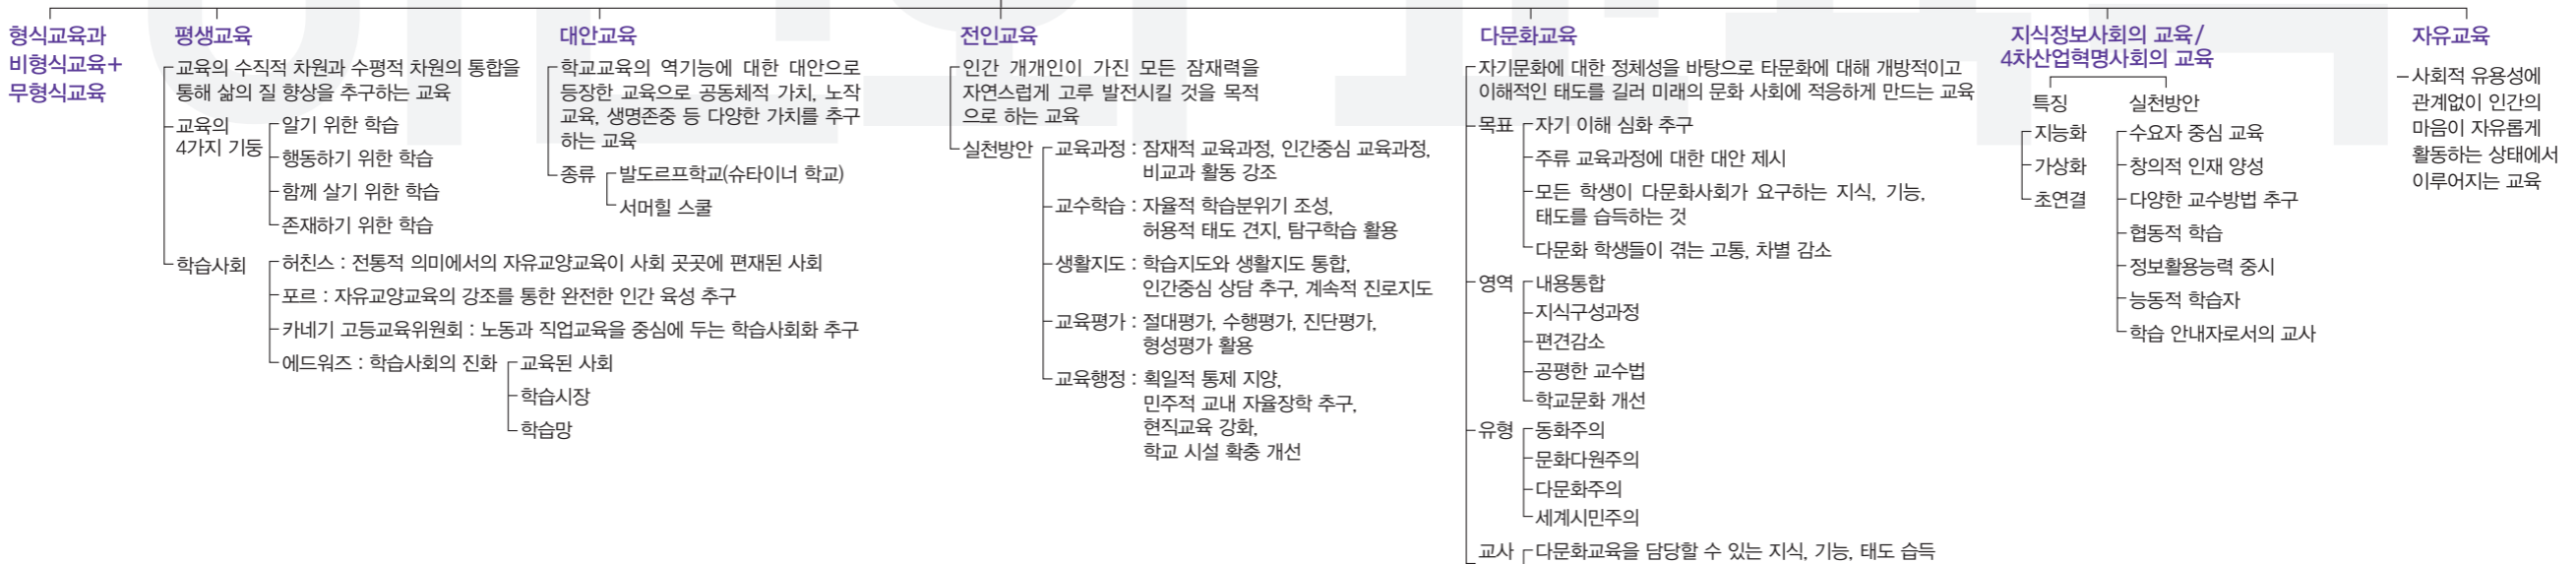 형식교육과
비형식교육+
무형식교육
평생교육
교육의 수직적 차원과 수평적 차원의 통합을
통해 삶의 질 향상을 추구하는 교육
교육의
4가지 기둥
알기 위한 학습
행동하기 위한 학습
함께 살기 위한 학습
존재하기 위한 학습
학습사회
허친스 : 전통적 의미에서의 자유교양교육이 사회 곳곳에 편재된 사회
포르 : 자유교양교육의 강조를 통한 완전한 인간 육성 추구
카네기 고등교육위원회 : 노동과 직업교육을 중심에 두는 학습사회화 추구
에드워즈 : 학습사회의 진화
교육된 사회
학습시장
학습망
대안교육
학교교육의 역기능에 대한 대안으로
등장한 교육으로 공동체적 가치, 노작
교육, 생명존중 등 다양한 가치를 추구
하는 교육
종류
발도르프학교(슈타이너 학교)
서머힐 스쿨
전인교육
인간 개개인이 가진 모든 잠재력을
자연스럽게 고루 발전시킬 것을 목적
으로 하는 교육
실천방안
교육과정 : 잠재적 교육과정, 인간중심 교육과정,
비교과 활동 강조
교수학습 : 자율적 학습분위기 조성,
허용적 태도 견지, 탐구학습 활용
생활지도 : 학습지도와 생활지도 통합,
인간중심 상담 추구, 계속적 진로지도
교육평가 : 절대평가, 수행평가, 진단평가,
형성평가 활용
교육행정 : 획일적 통제 지양,
민주적 교내 자율장학 추구,
현직교육 강화,
학교 시설 확충 개선
다문화교육
자기문화에 대한 정체성을 바탕으로 타문화에 대해 개방적이고
이해적인 태도를 길러 미래의 문화 사회에 적응하게 만드는 교육
목표
자기 이해 심화 추구
주류 교육과정에 대한 대안 제시
모든 학생이 다문화사회가 요구하는 지식, 기능,
태도를 습득하는 것
다문화 학생들이 겪는 고통, 차별 감소
영역
내용통합
지식구성과정
편견감소
공평한 교수법
학교문화 개선
유형
동화주의
문화다원주의
다문화주의
세계시민주의
교사
다문화교육을 담당할 수 있는 지식, 기능, 태도 습득
지식정보사회의 교육/
4차산업혁명사회의 교육
특징
지능화
가상화
초연결
실천방안
수요자 중심 교육
창의적 인재 양성
다양한 교수방법 추구
협동적 학습
정보활용능력 중시
능동적 학습자
학습 안내자로서의 교사
자유교육
사회적 유용성에
관계없이 인간의
마음이 자유롭게
활동하는 상태에서
이루어지는 교육